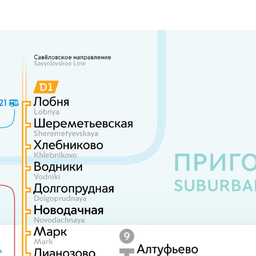 Савёловское направление
Savyolovskoe Line
D1
21
Лобня
Lobnya
Шереметьевская
Sheremetyevskaya
Хлебниково
Khlebnikovo
Водники
Vodniki
ПРИГО
SUBURBA
Долгопрудная
Dolgoprudnaya
Новодачная
Novodachnaya
Марк
Mark
9
Алтуфьево
Лианозово